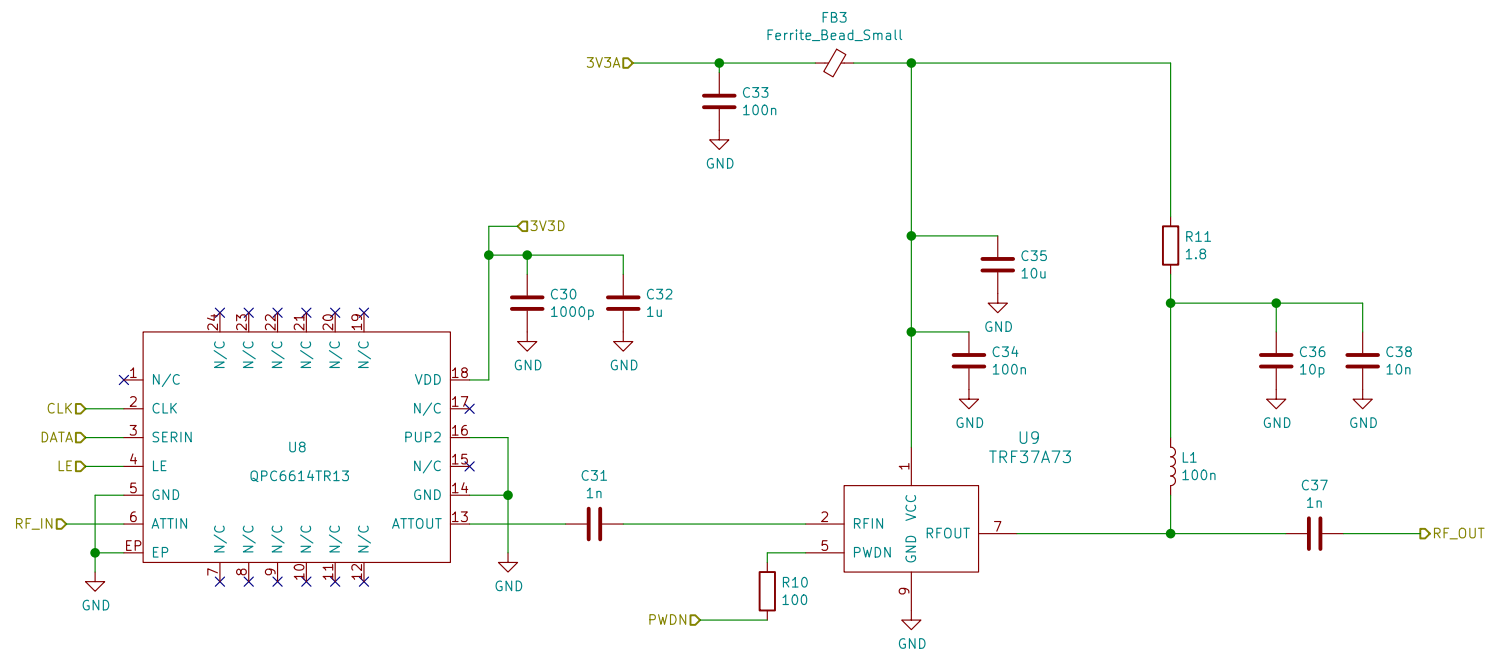 FB3
Ferrite_Bead_Small
3V3A
C33
100n
GND
3V3D
R11
1.8
C35
10u
GND
C30
1000p
GND
C32
1u
GND
C34
100n
GND
C36
10p
GND
C38
10n
GND
24 23 22 21 20 19
N/C N/C N/C N/C N/C N/C
1 N/C
CLK 2 CLK
DATA 3 SERIN
LE 4 LE
5 GND
RF_IN 6 ATTIN
EP EP
GND
U8
QPC6614TR13
VDD 18
N/C 17
PUP2 16
N/C 15
GND 14
ATTOUT 13
N/C N/C N/C N/C N/C N/C
7 8 9 10 11 12
GND
C31
1n
U9
TRF37A73
1
VCC
2 RFIN
5 PWDN
RFOUT 7
GND
9
GND
R10
100
PWDN
L1
100n
C37
1n
RF_OUT